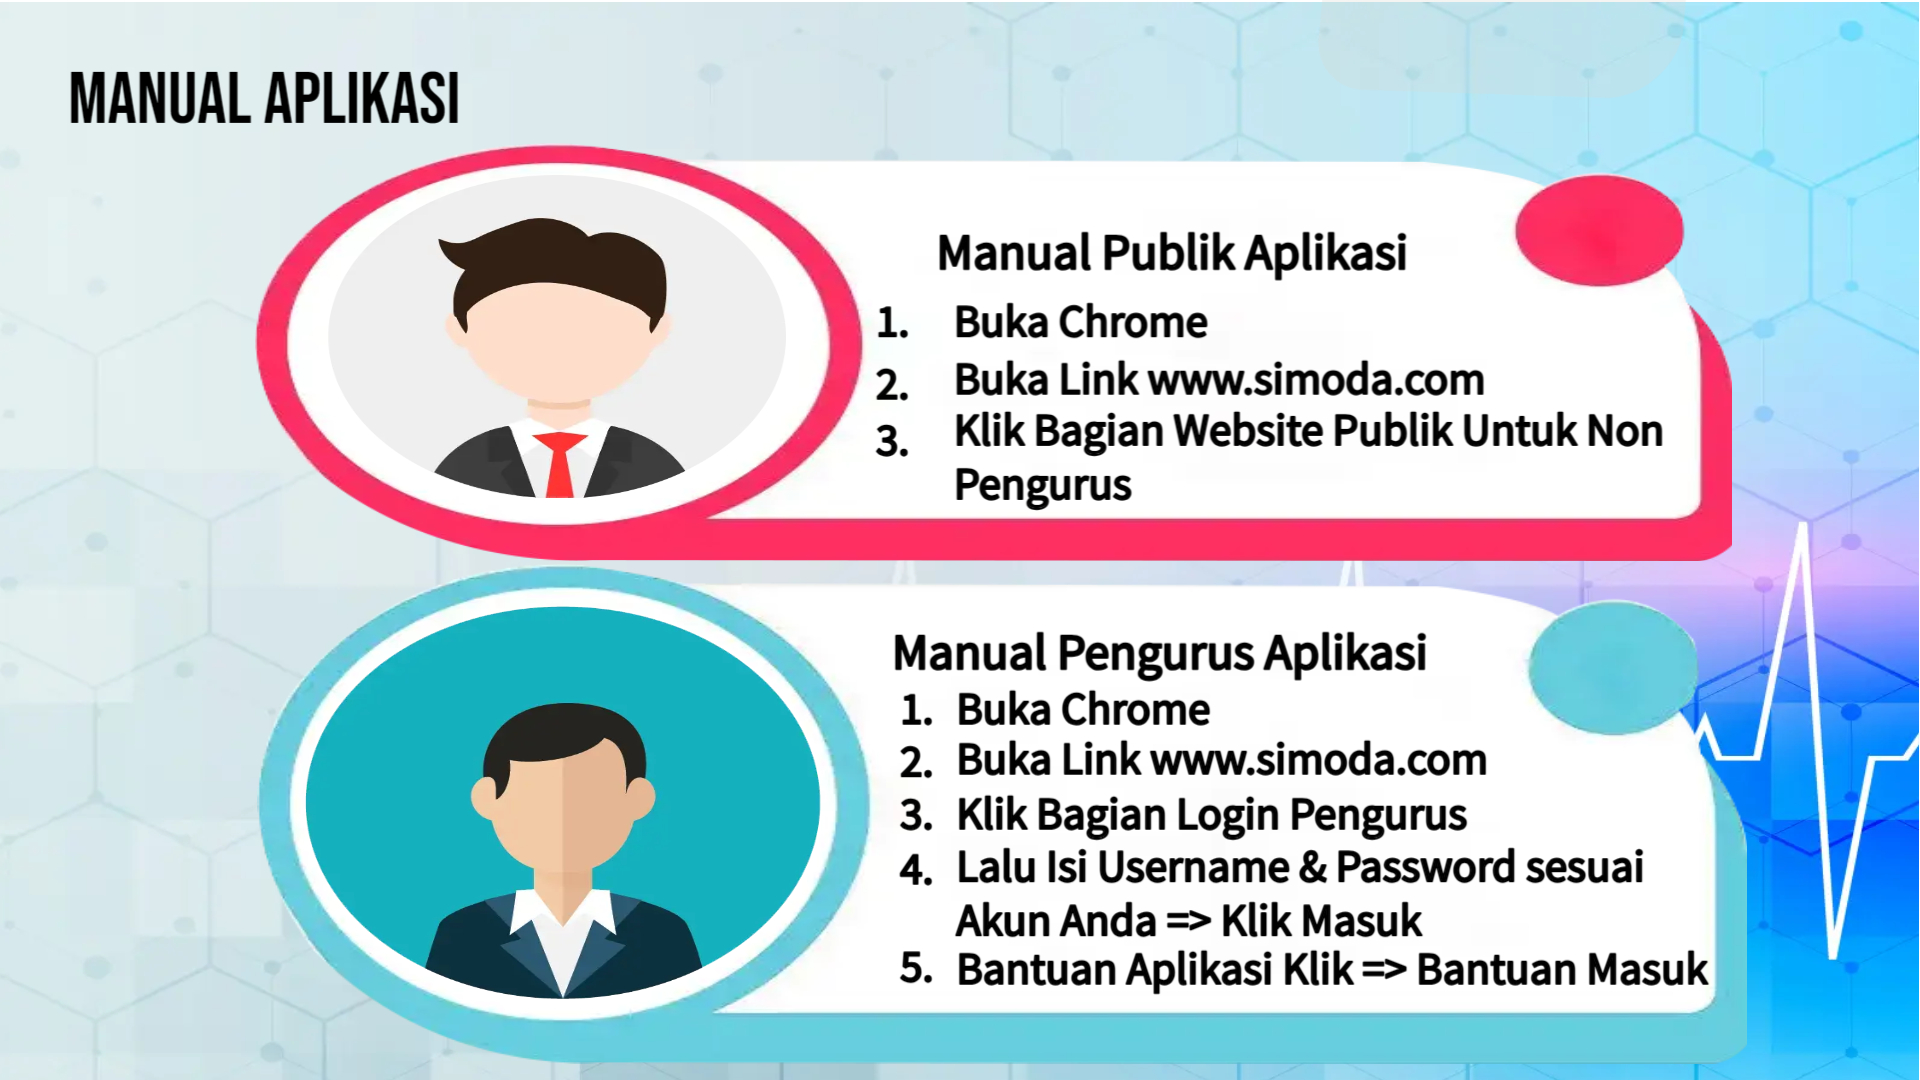 MANUAL APLIKASI
Manual Publik Aplikasi
1. Buka Chrome
2. Buka Link www.simoda.com
3. Klik Bagian Website Publik Untuk Non
Pengurus
Manual Pengurus Aplikasi
1. Buka Chrome
2. Buka Link www.simoda.com
3. Klik Bagian Login Pengurus
4. Lalu Isi Username & Password sesuai
Akun Anda => Klik Masuk
5. Bantuan Aplikasi Klik => Bantuan Masuk